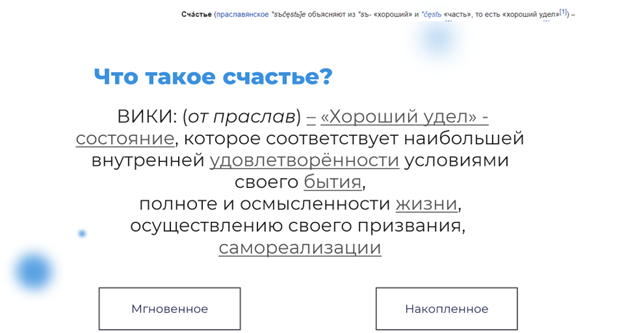 Сча́стье (праславянское *sъčęstьje объясняют из *sъ- «хороший» и *čęstь «часть», то есть «хороший удел»[1]) –
Что такое счастье?
ВИКИ: (от праслав) – «Хороший удел» -
состояние, которое соответствует наибольшей
внутренней удовлетворённости условиями
своего бытия,
полноте и осмысленности жизни,
осуществлению своего призвания,
самореализации
Мгновенное
Накопленное